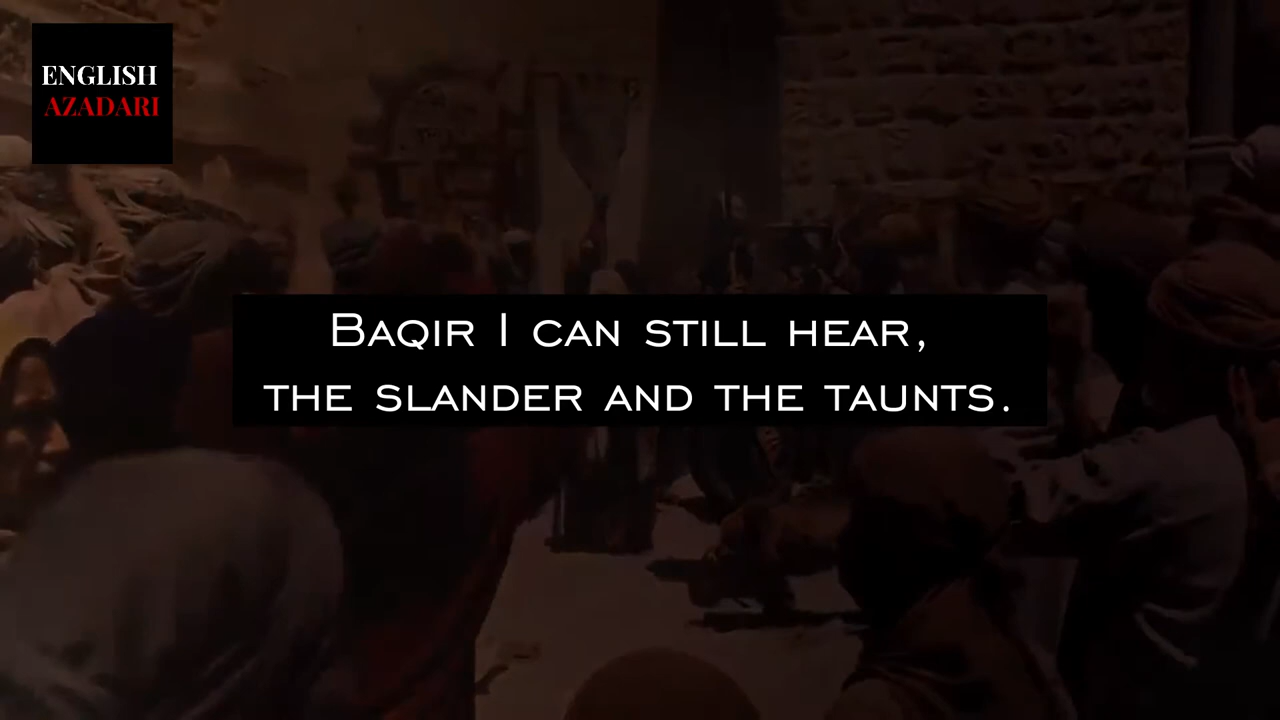 ENGLISH
AZADARI
BAQIR I CAN STILL HEAR,
THE SLANDER AND THE TAUNTS.